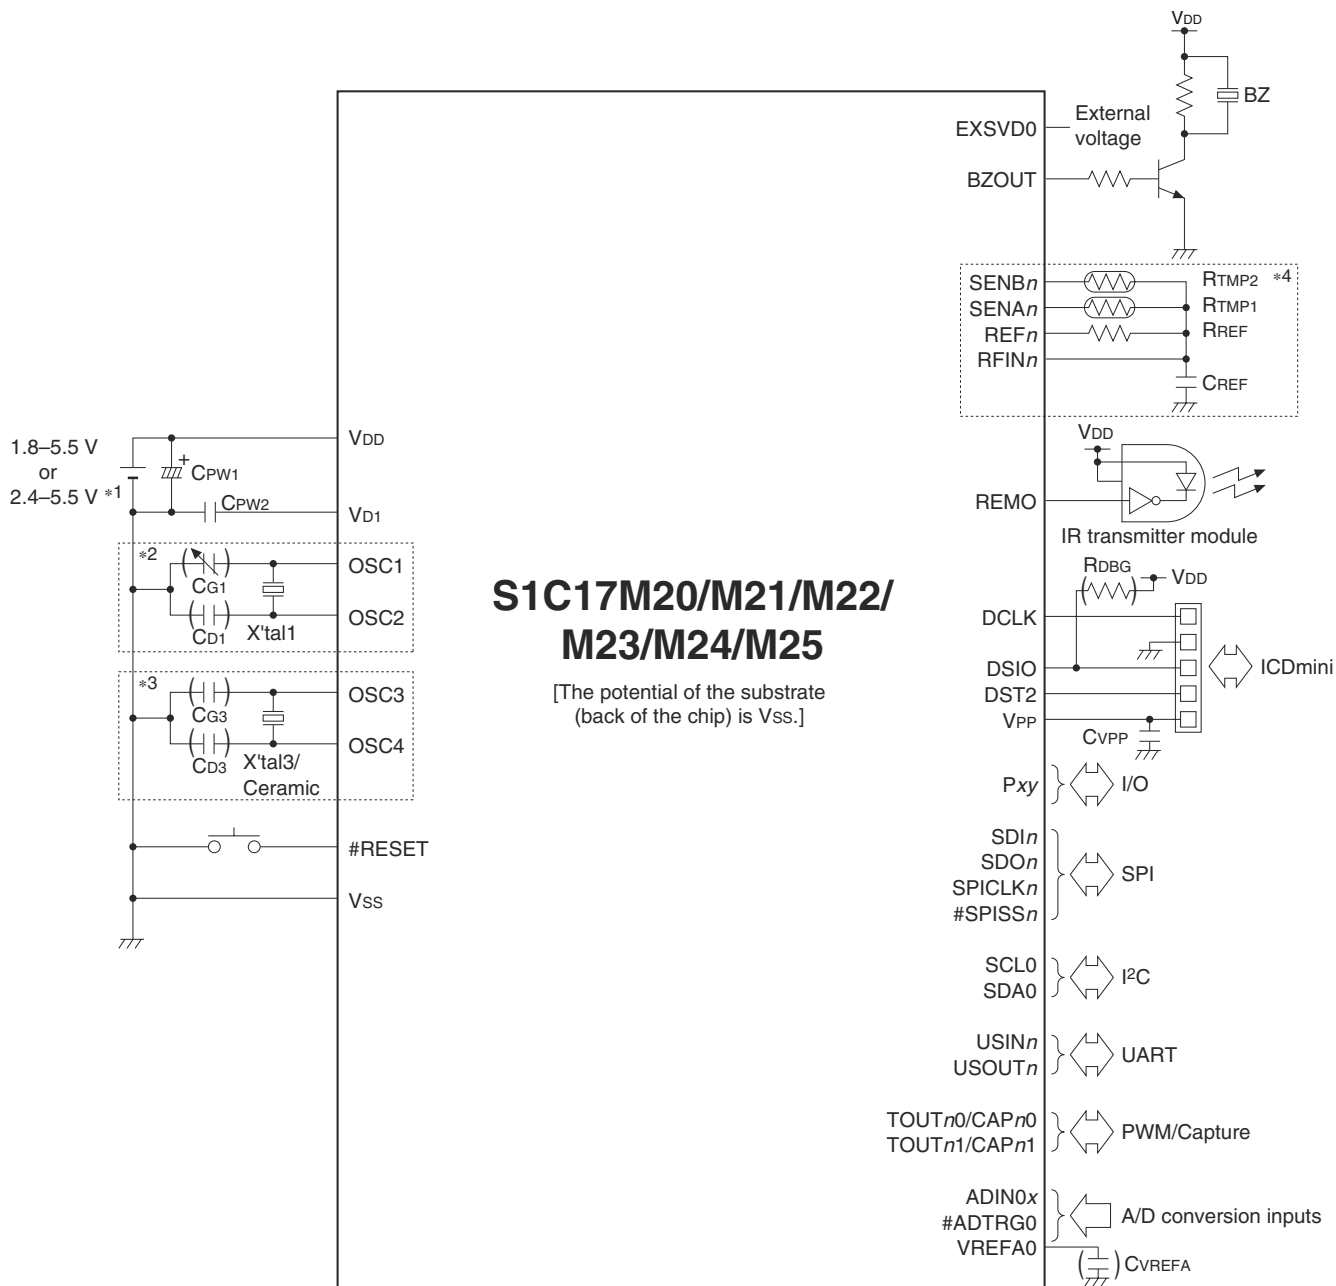 VDD
BZ
EXSVD0
External
voltage
BZOUT
SENBn
RTMP2 *4
SENAn
RTMP1
REFn
RREF
RFINn
CREF
1.8–5.5 V
or
2.4–5.5 V *1
+
CPW1
CPW2
VDD
VD1
VDD
REMO
IR transmitter module
*2
CG1
CD1
X'tal1
OSC1
OSC2
*3
CG3
CD3
X'tal3/
Ceramic
OSC3
OSC4
#RESET
VSS
S1C17M20/M21/M22/
M23/M24/M25
[The potential of the substrate
(back of the chip) is VSS.]
RDBG
VDD
DCLK
DSIO
DST2
VPP
CVPP
ICDmini
Pxy
I/O
SDIn
SDOn
SPICLKn
#SPISSn
SPI
SCL0
SDA0
I²C
USINn
USOUTn
UART
TOUTn0/CAPn0
TOUTn1/CAPn1
PWM/Capture
ADIN0x
#ADTRG0
VREFA0
A/D conversion inputs
CVREFA